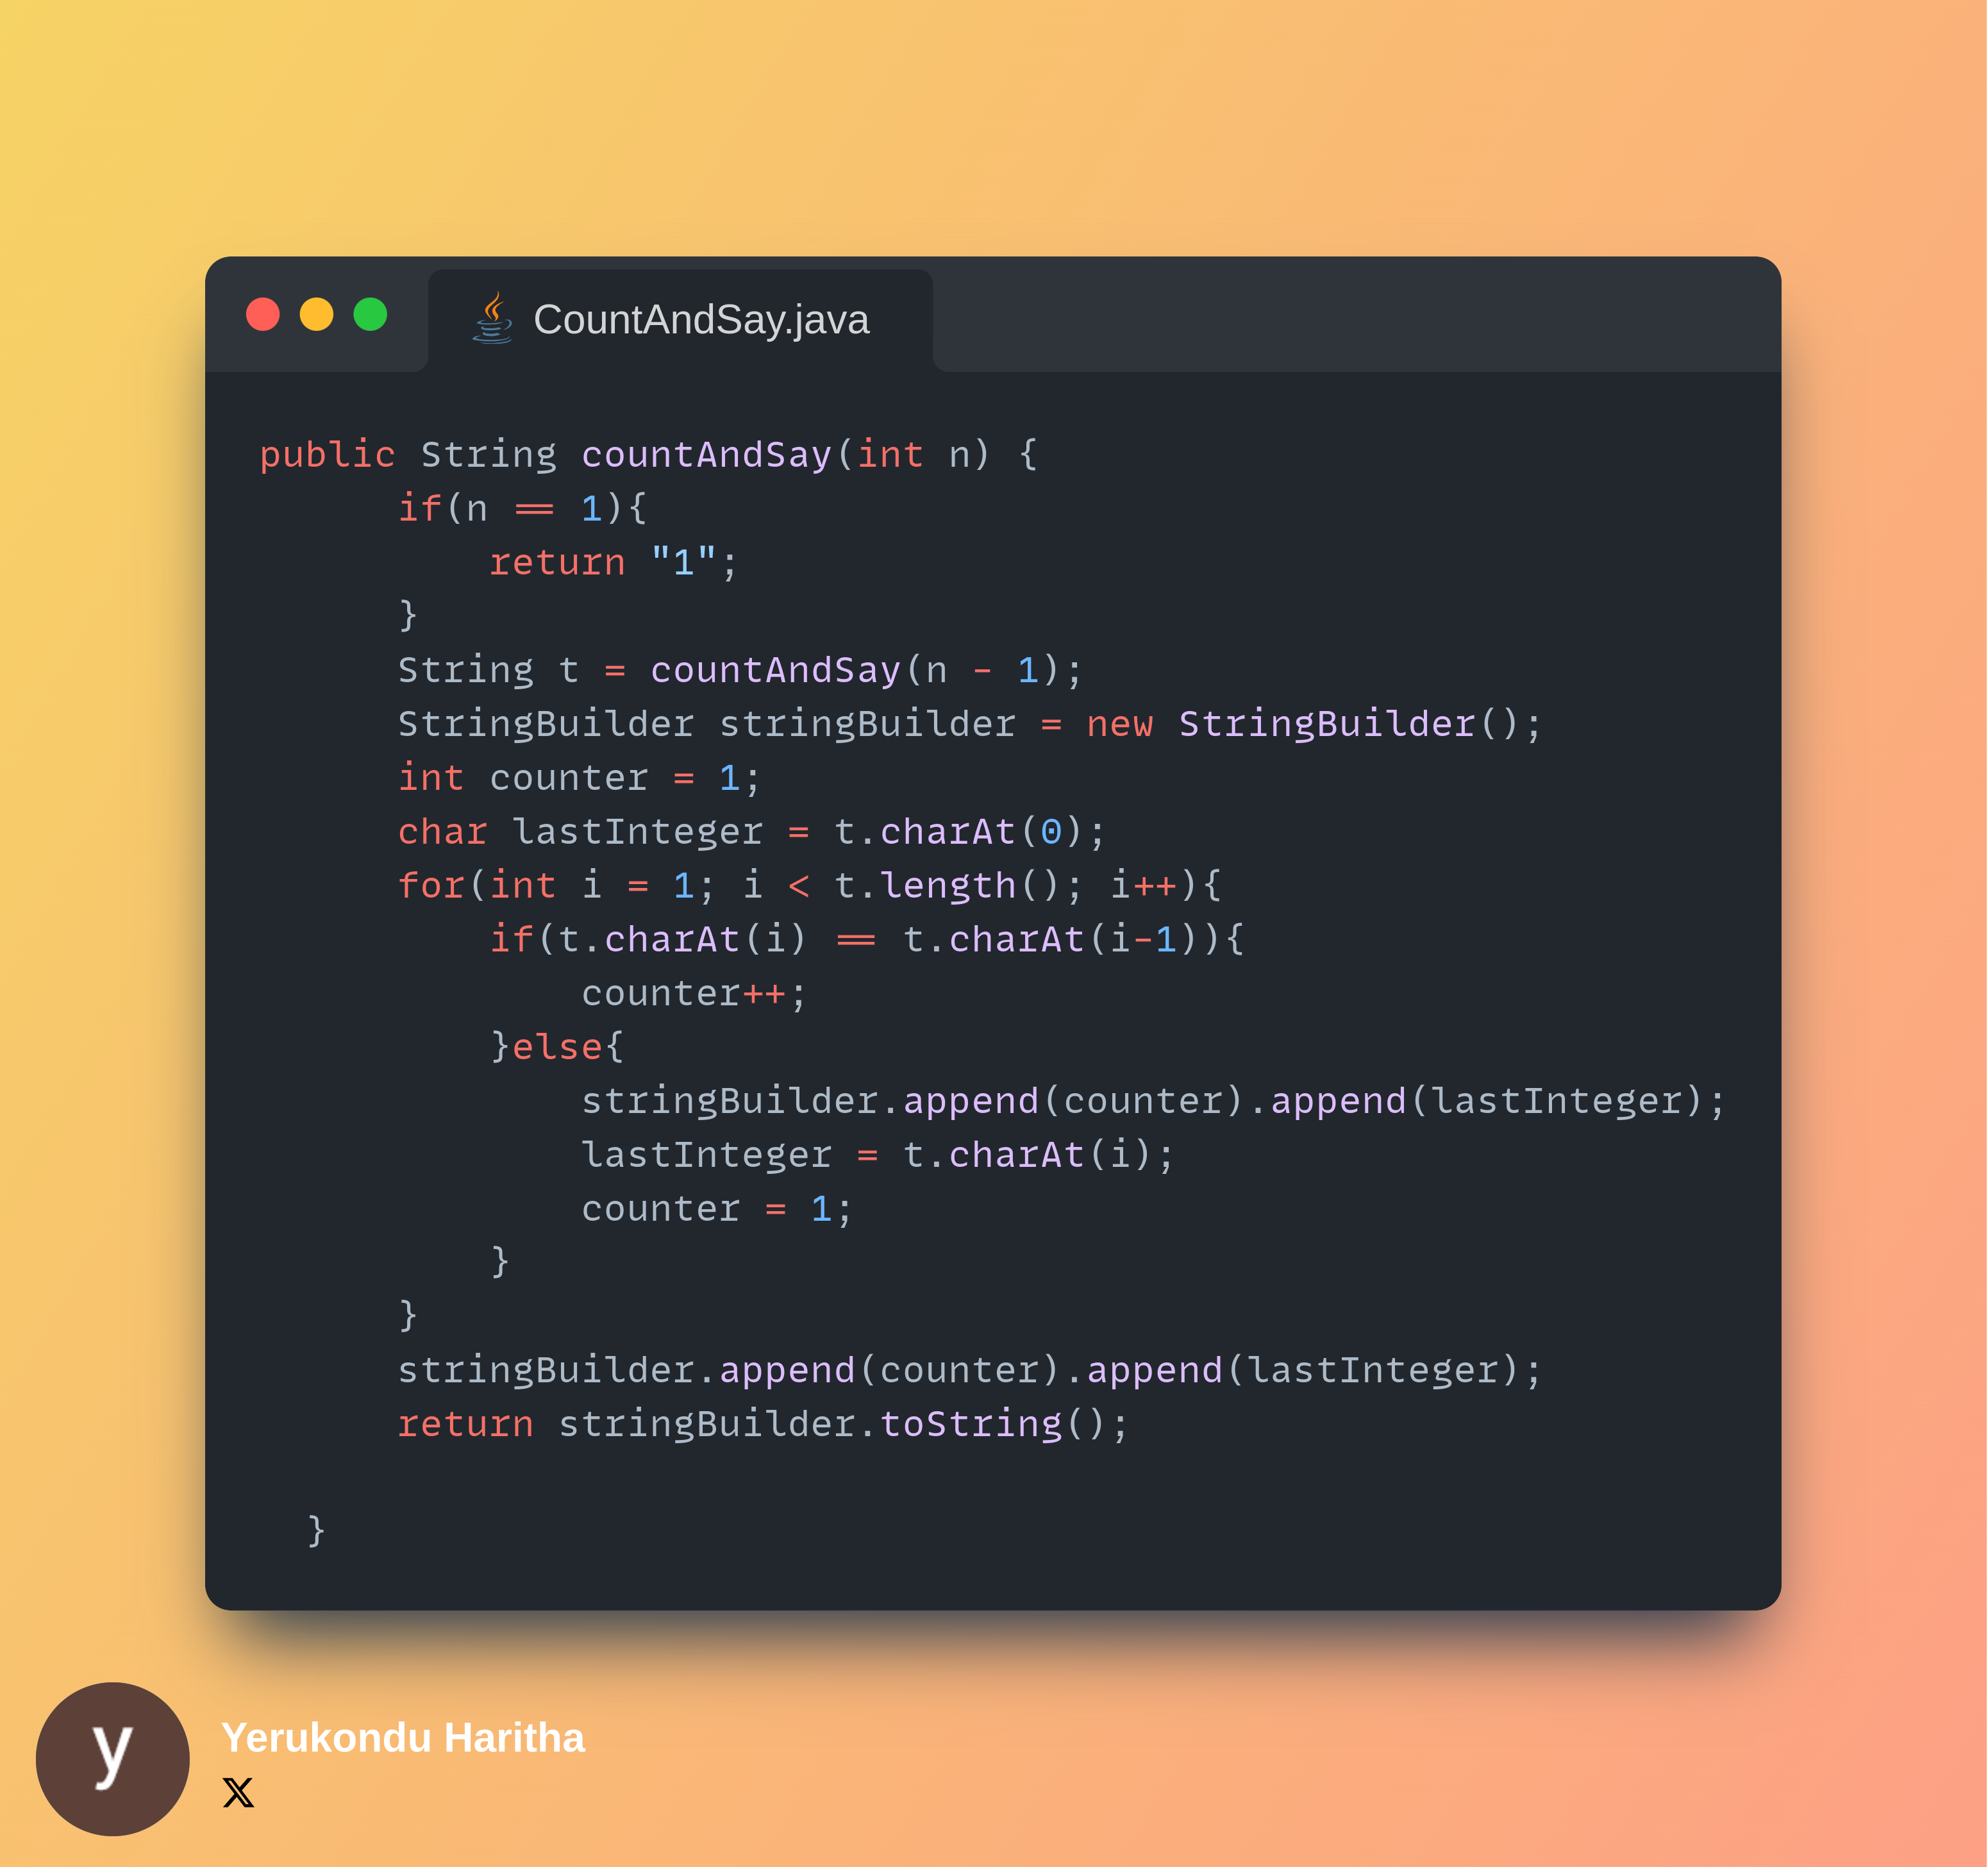 CountAndSay.java
public String countAndSay(int n) {
      if(n == 1){
          return "1";
      }
      String t = countAndSay(n - 1);
      StringBuilder stringBuilder = new StringBuilder();
      int counter = 1;
      char lastInteger = t.charAt(0);
      for(int i = 1; i < t.length(); i++){
          if(t.charAt(i) == t.charAt(i-1)){
              counter++;
          }else{
              stringBuilder.append(counter).append(lastInteger);
              lastInteger = t.charAt(i);
              counter = 1;
          }
      }
      stringBuilder.append(counter).append(lastInteger);
      return stringBuilder.toString();
  }
y
Yerukondu Haritha